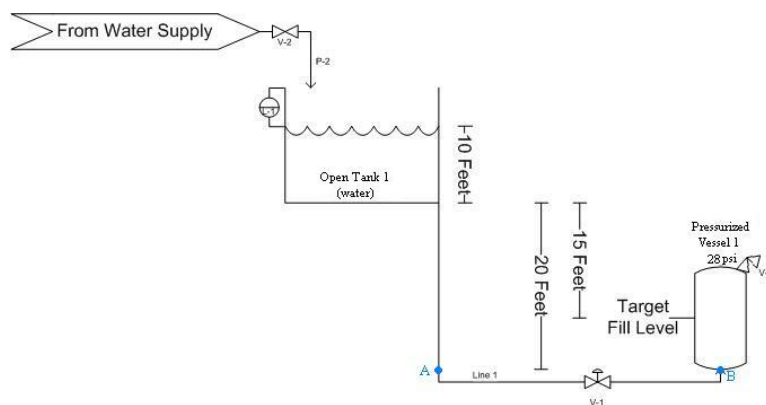 From Water Supply
V-2
P-2
L-1
10 Feet
Open Tank 1
(water)
20 Feet
15 Feet
Pressurized
Vessel 1
28 psi
Target
Fill Level
A
Line 1
V-1
B